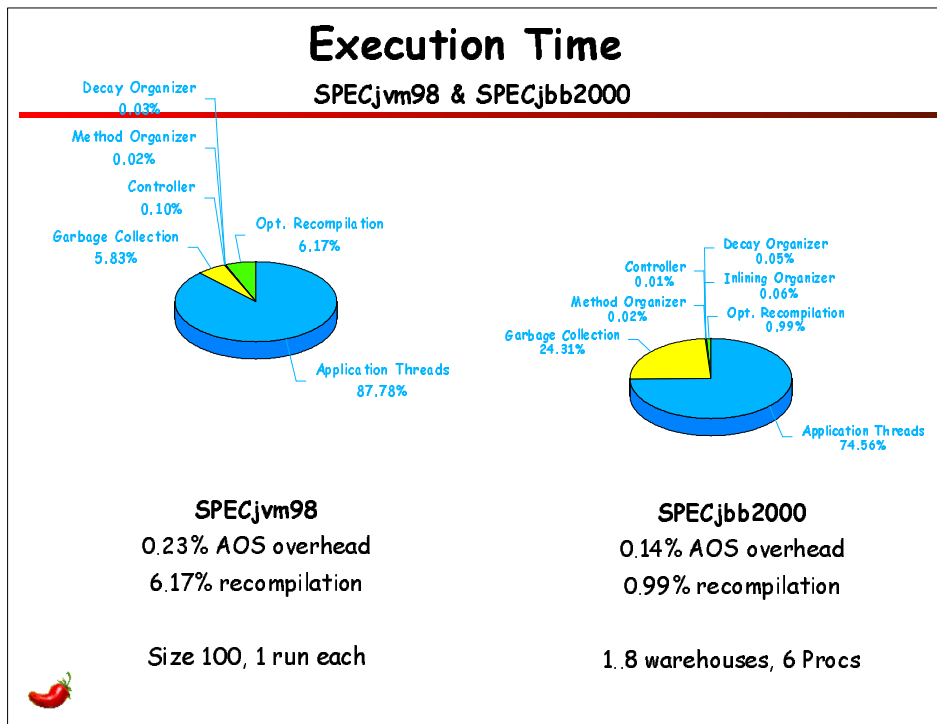 Execution Time
SPECjvm98 & SPECjbb2000
Decay Organizer
0.03%
Method Organizer
0.02%
Controller
0.10%
Opt. Recompilation
6.17%
Garbage Collection
5.83%
Application Threads
87.78%
Decay Organizer
0.05%
Controller
0.01%
Inlining Organizer
0.06%
Method Organizer
0.02%
Opt. Recompilation
0.99%
Garbage Collection
24.31%
Application Threads
74.56%
SPECjvm98
0.23% AOS overhead
6.17% recompilation
Size 100, 1 run each
SPECjbb2000
0.14% AOS overhead
0.99% recompilation
1..8 warehouses, 6 Procs